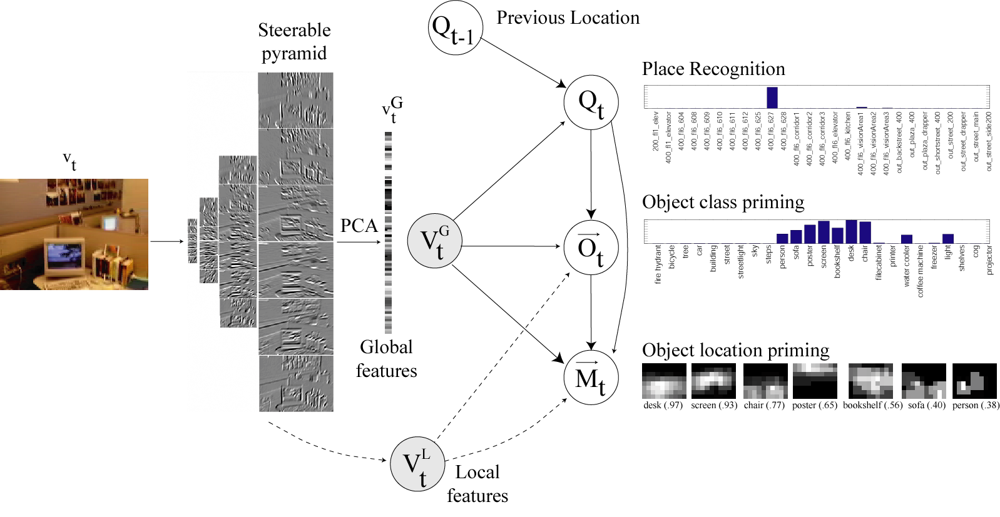 Previous Location
Q t-1
Steerable
pyramid
Place Recognition
Q t
v t G
200_fl1_elev
400_fl1_elevator
400_fl6_604
400_fl6_608
400_fl6_609
400_fl6_610
400_fl6_611
400_fl6_612
400_fl6_625
400_fl6_627
400_fl6_628
400_fl6_corridor1
400_fl6_corridor2
400_fl6_corridor3
400_fl6_elevator
400_fl6_kitchen
400_fl6_visionArea1
400_fl6_visionArea2
400_fl6_visionArea3
out_backstreet_400
out_plaza_400
out_plaza_drapper
out_shortstreet_400
out_street_200
out_street_drapper
out_street_main
out_street_side200
v t
Object class priming
PCA
V t G
O t
fire hydrant
bicycle
tree
car
building
street
streetlight
sky
steps
person
sofa
poster
screen
bookshelf
desk
chair
filecabinet
printer
water cooler
coffee machine
freezer
light
shelves
cog
projector
Global
features
Object location priming
M t
desk (.97) screen (.93) chair (.77) poster (.65) bookshelf (.56) sofa (.40) person (.38)
V t L
Local
features